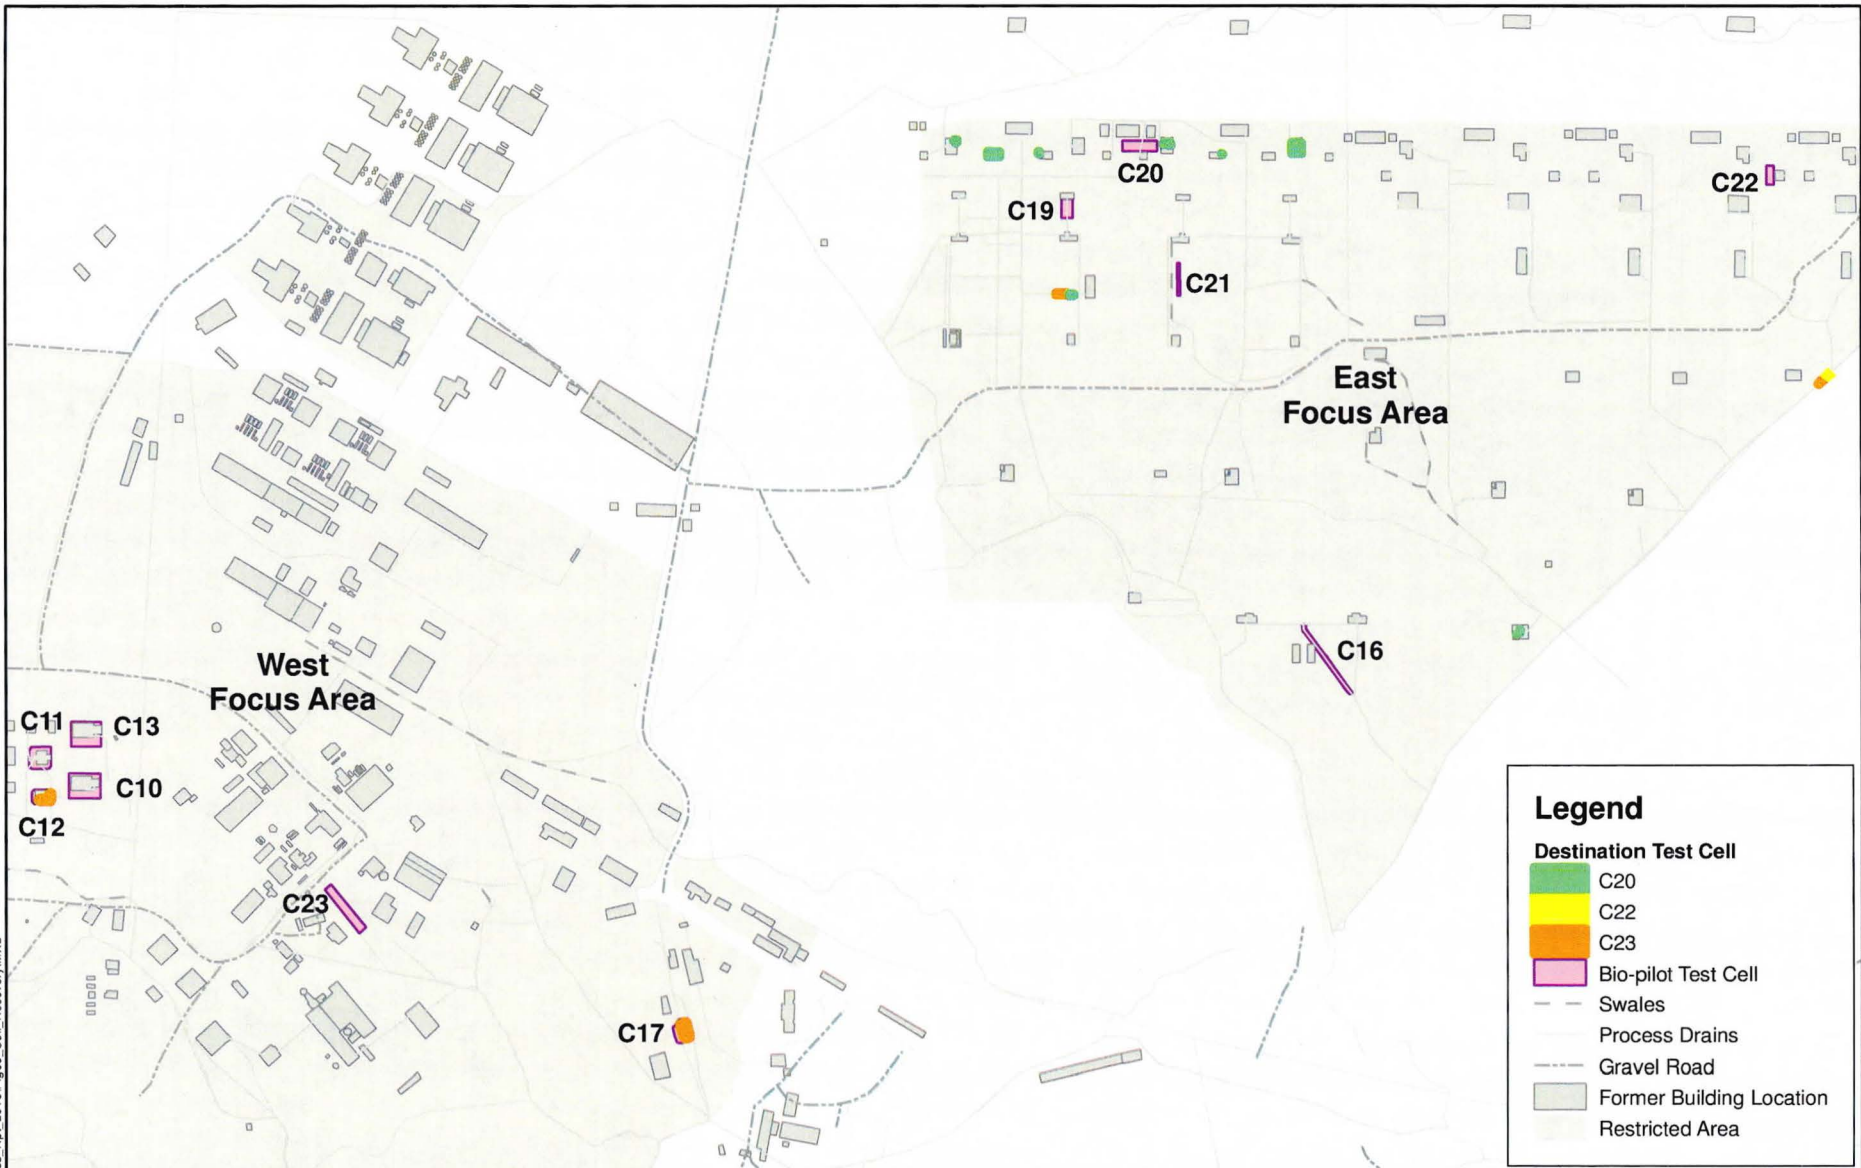 C20
C22
C19
C21
East
Focus Area
C16
West
Focus Area
C11
C13
C10
C12
C23
C17
Legend
Destination Test Cell
C20
C22
C23
Bio-pilot Test Cell
Swales
Process Drains
Gravel Road
Former Building Location
Restricted Area